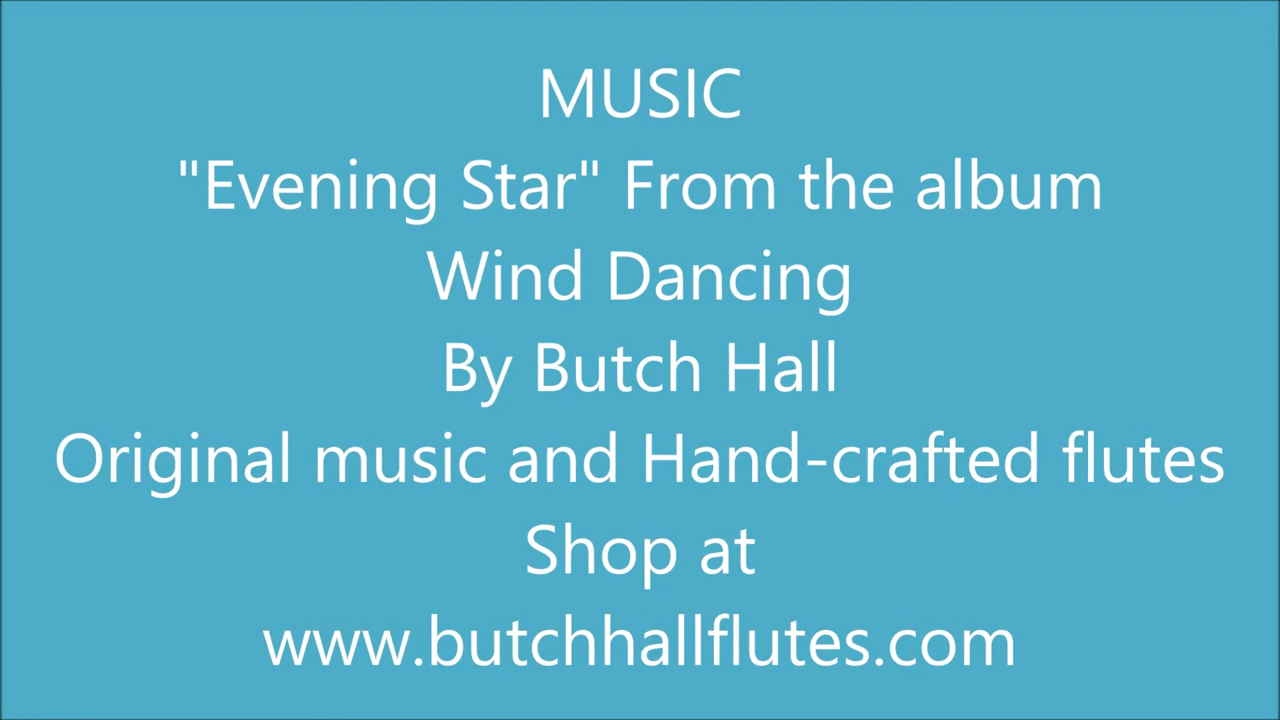 MUSIC
"Evening Star" From the album
Wind Dancing
By Butch Hall
Original music and Hand-crafted flutes
Shop at
www.butchhallflutes.com